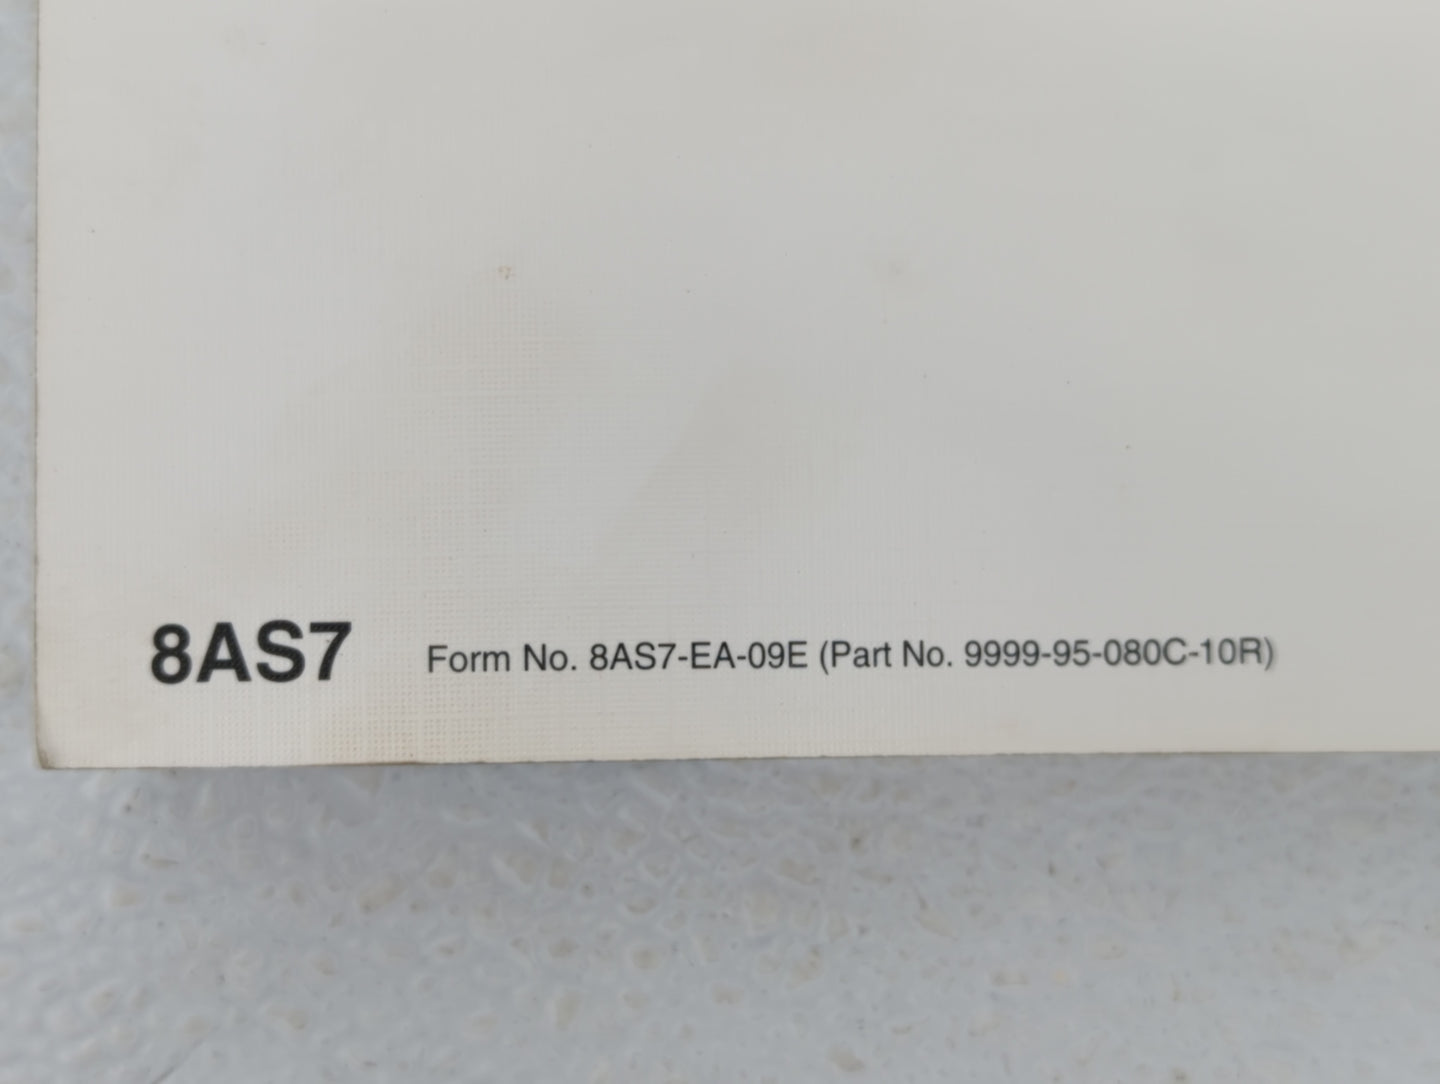 8AS7 Form No. 8AS7-EA-09E (Part No. 9999-95-080C-10R)